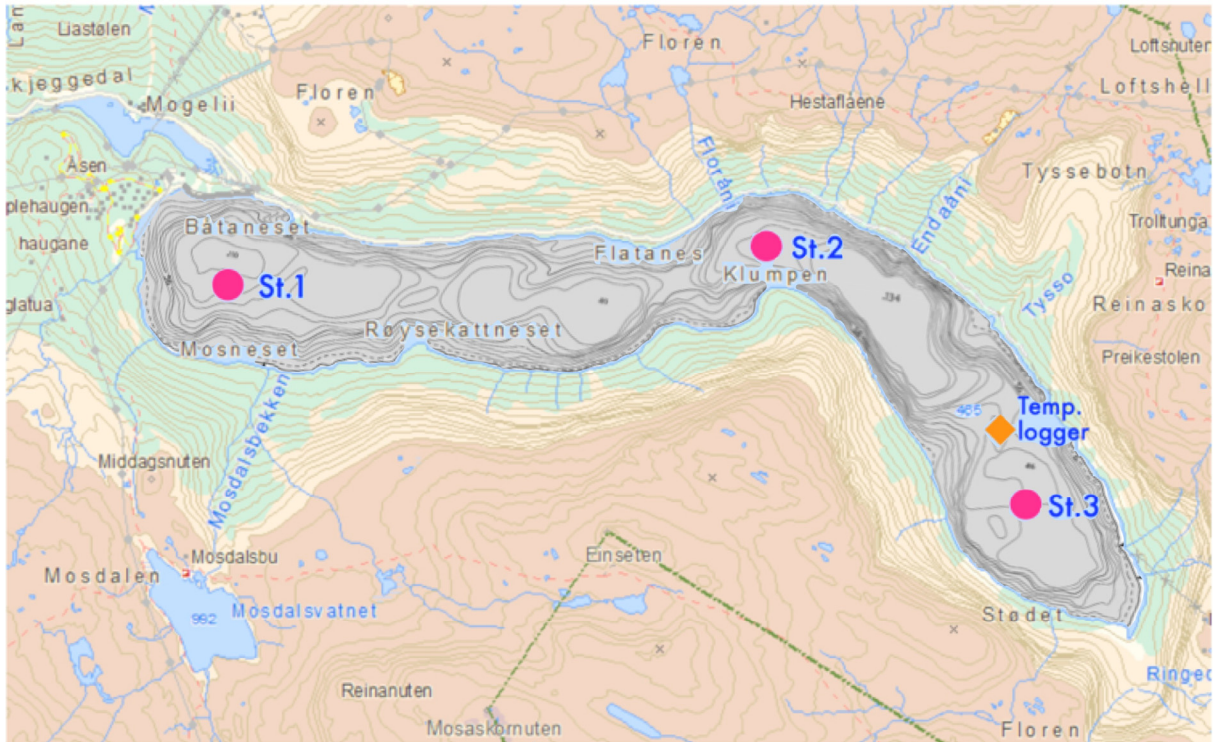 Liastølen
Floren
Loftshuten
kjeggedal
Mogelii
Floren
Hestaflåene
Loftshell
Åsen
Floråni
Tyssebotn
plehaugen
Båtaneset
Endaåni
Trolltunga
haugane
Flatanes
St.2
Klumpen
Tysso
Reina
St.1
-134
Reinasko
glatua
Røysekattneset
Mosneset
Preikestolen
465
Temp.
logger
Middagsnuten
Mosdalsbekken
St.3
Mosdalsbu
Einseten
Mosdalen
992
Mosdalsvatnet
Stødet
Reinanuten
Ringed
Mosaskornuten
Floren